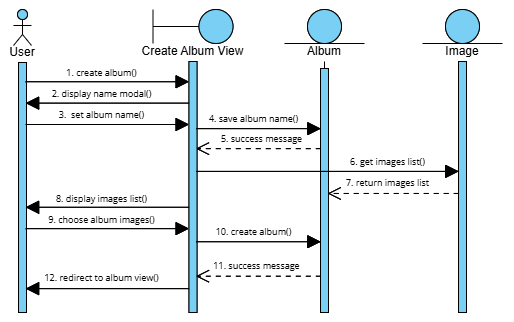 User
Create Album View
Album
Image
1. create album()
2. display name modal()
3. set album name()
4. save album name()
5. success message
6. get images list()
7. return images list
8. display images list()
9. choose album images()
10. create album()
11. success message
12. redirect to album view()